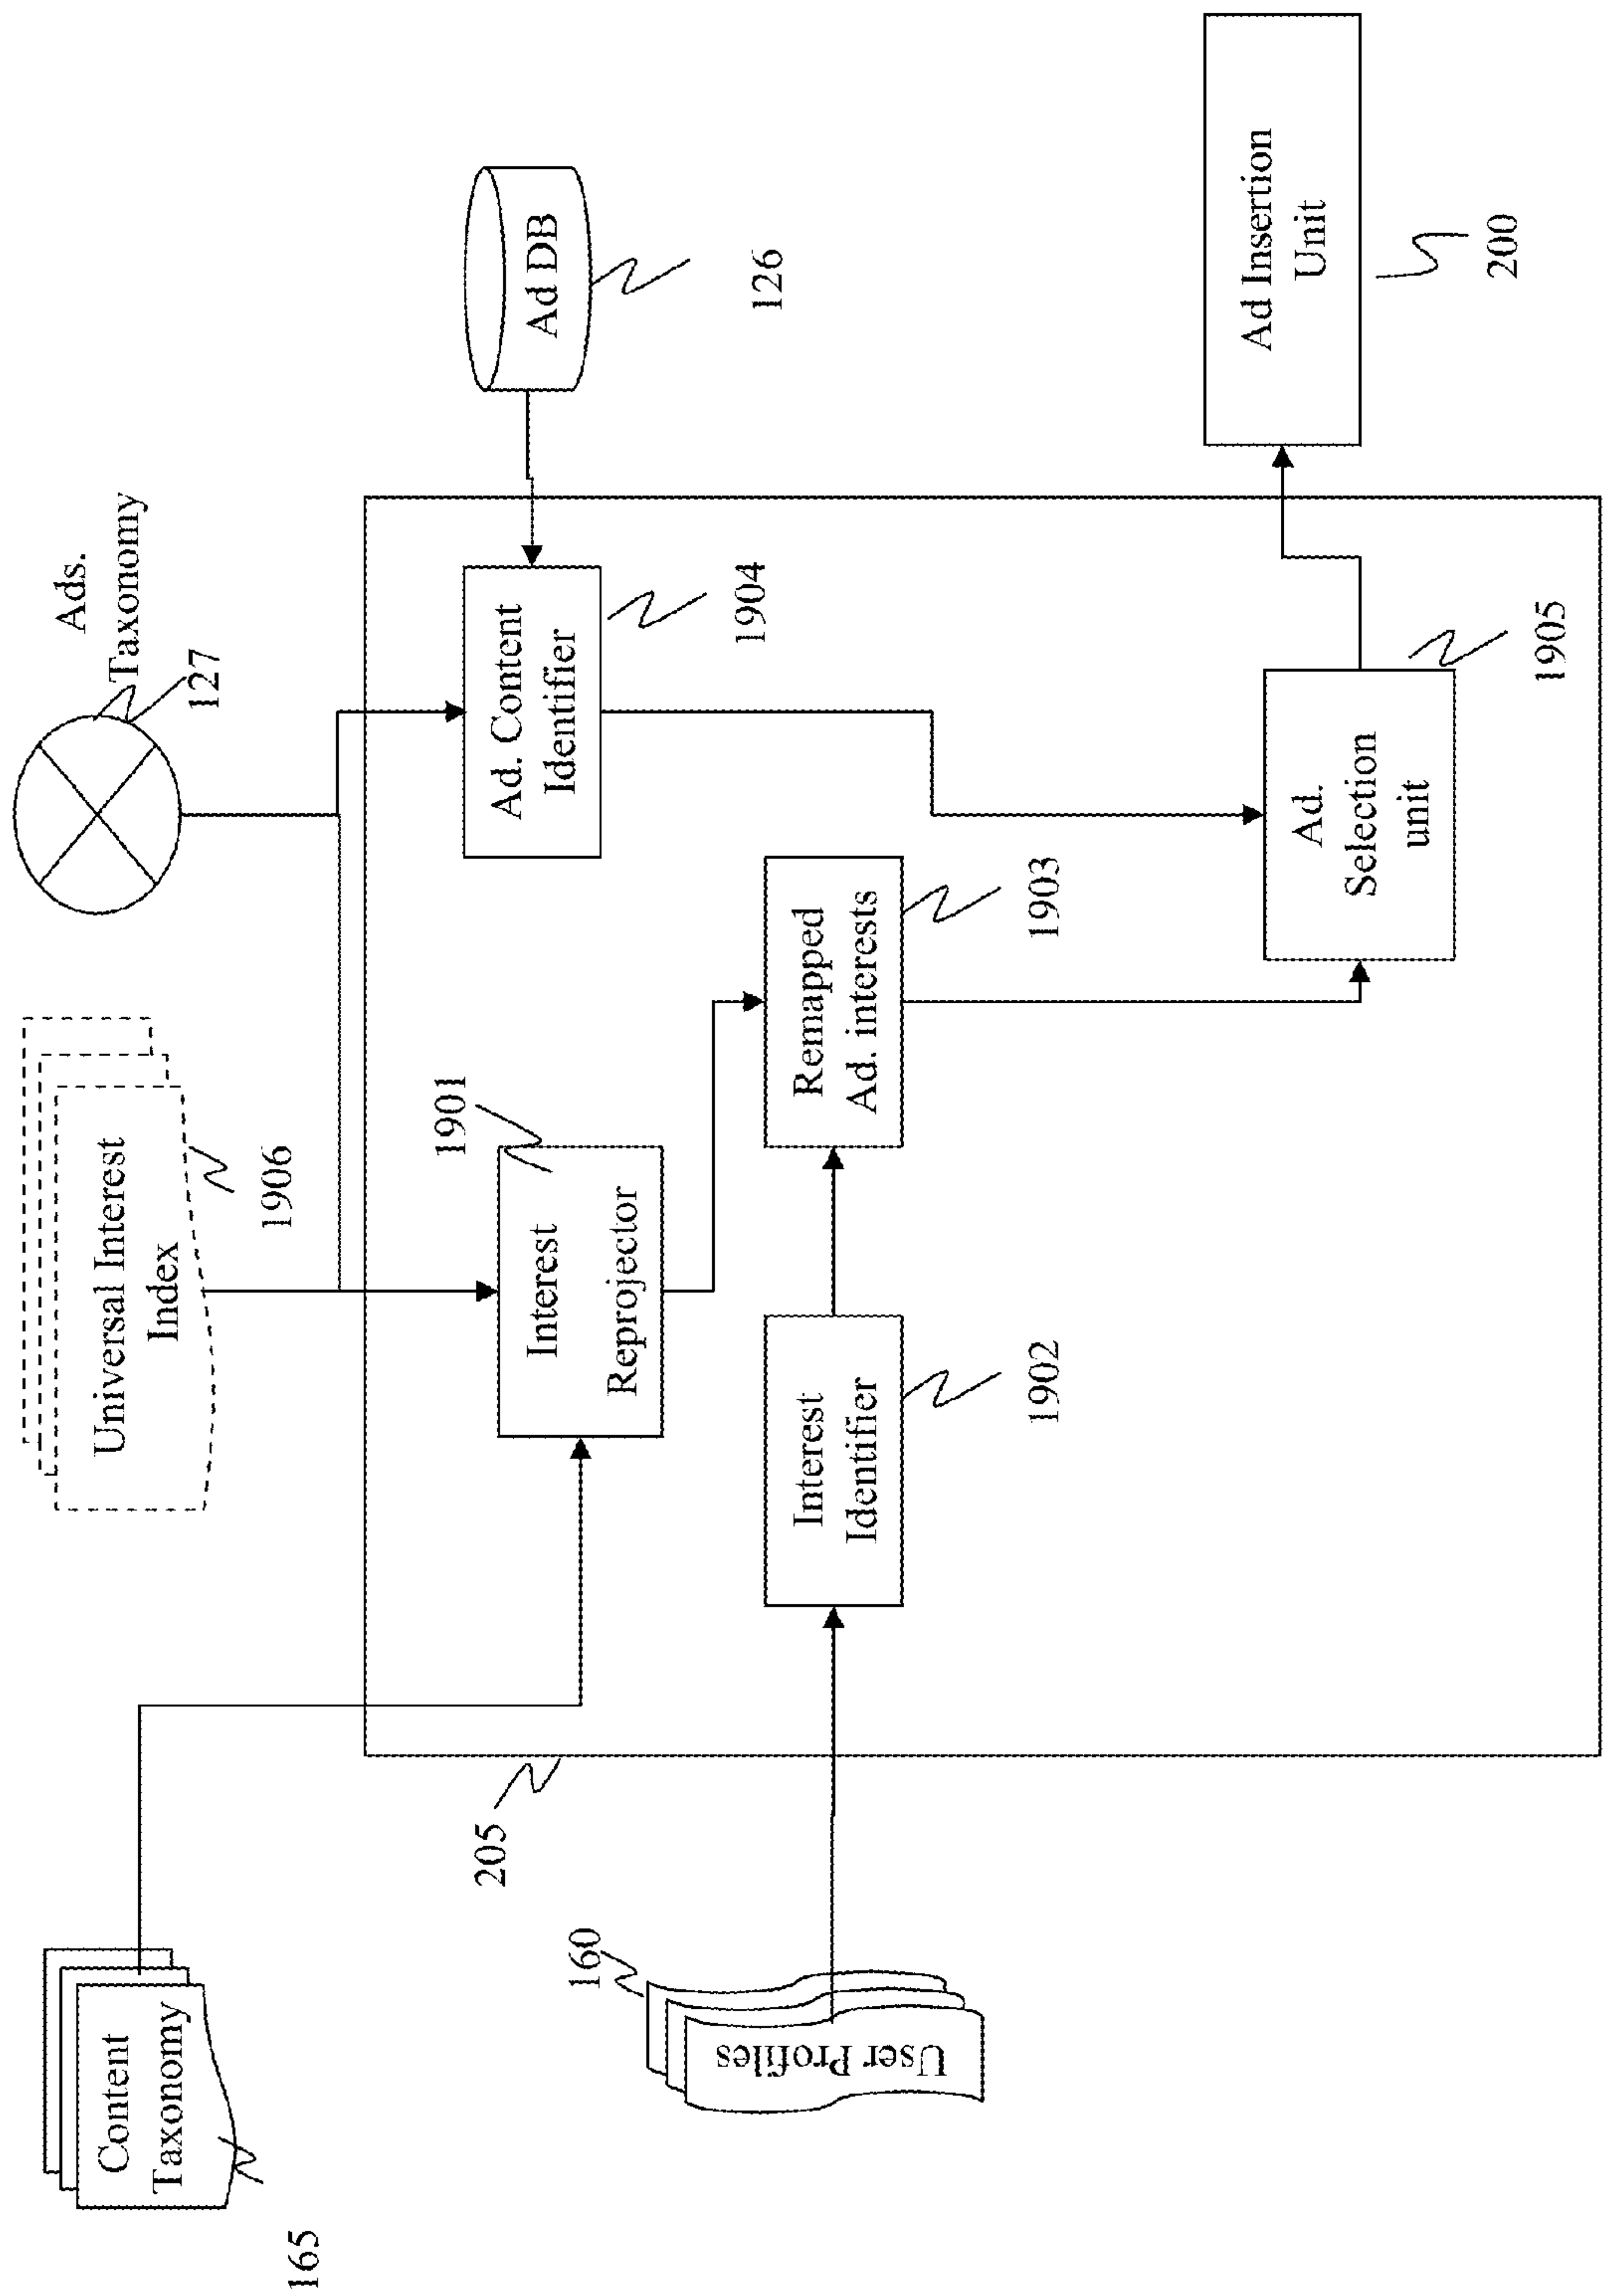 Content
Taxonomy
165
Universal Interest
Index
1906
Ads.
Taxonomy
127
205
Interest
Reprojector
1901
Ad. Content
Identifier
1904
Ad DB
126
160
User Profiles
Interest
Identifier
1902
Remapped
Ad. interests
1903
Ad.
Selection
unit
1905
Ad Insertion
Unit
200